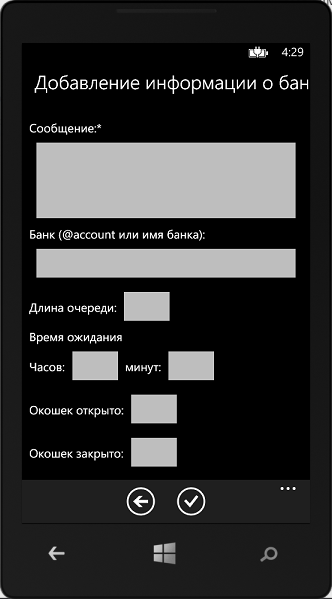 4:29
Добавление информации о бан
Сообщение:*
Банк (@account или имя банка):
Длина очереди:
Время ожидания
Часов: минут:
Окошек открыто:
Окошек закрыто: